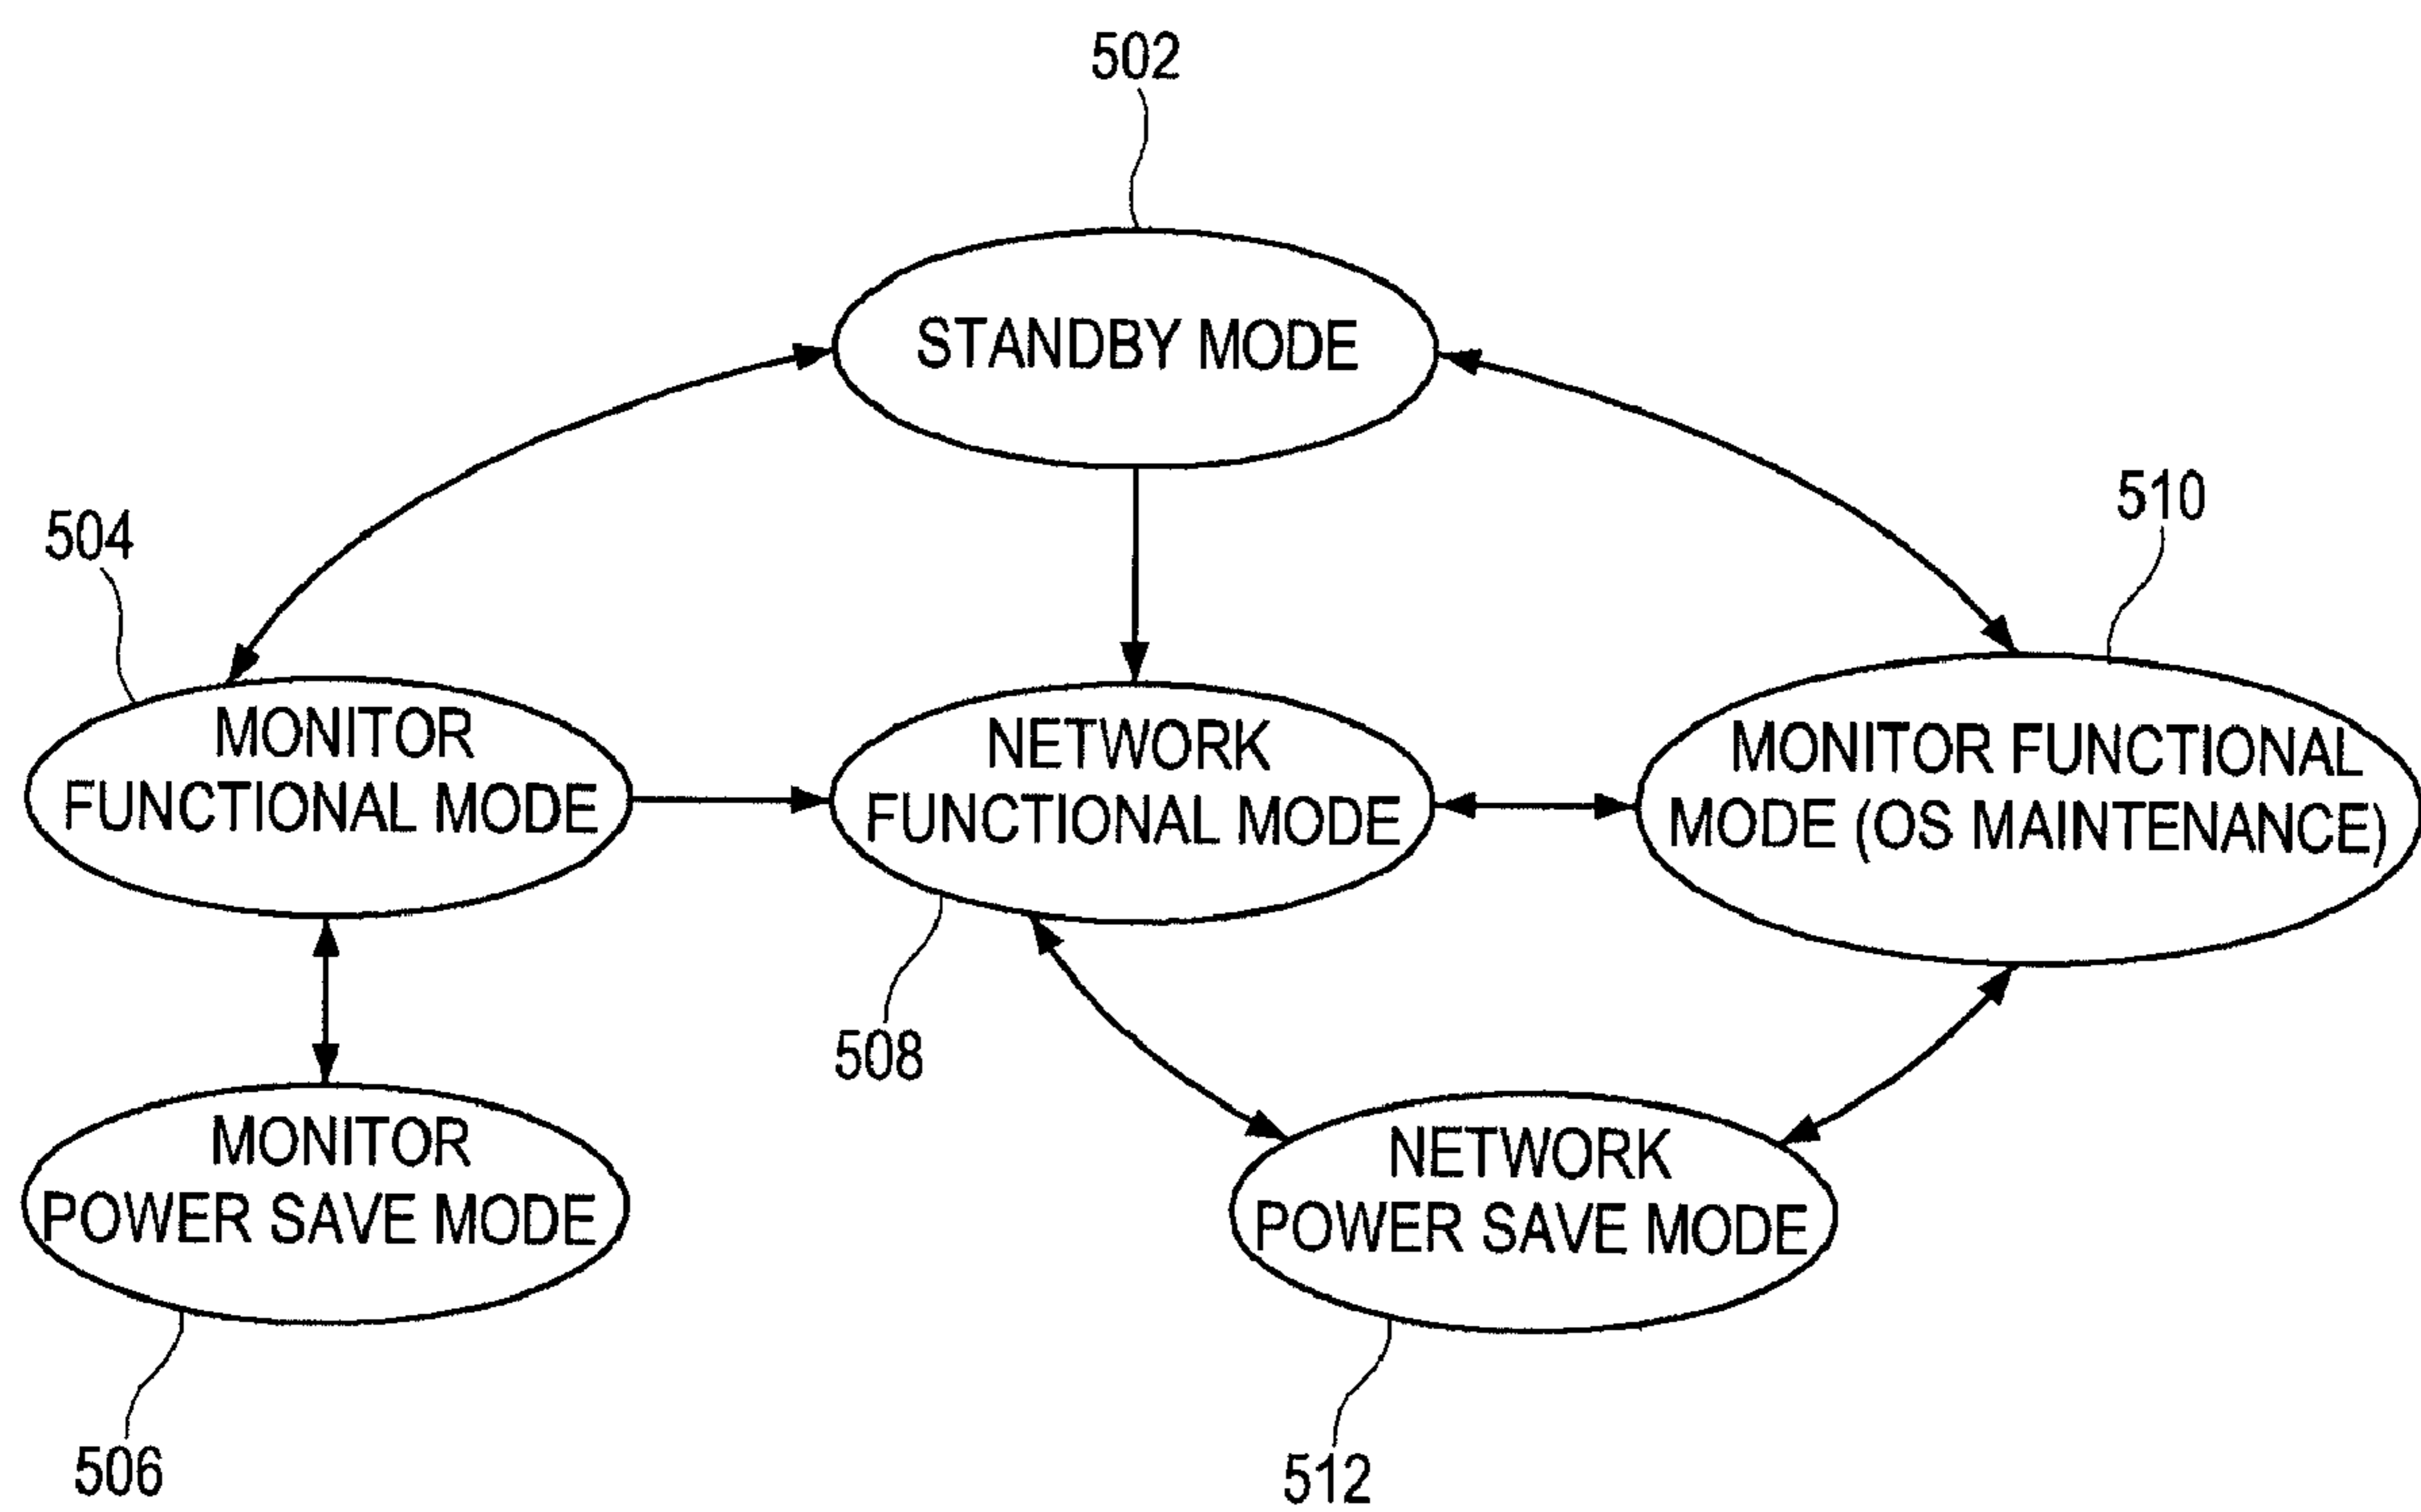 502
STANDBY MODE
504
510
MONITOR
FUNCTIONAL MODE
NETWORK
FUNCTIONAL MODE
MONITOR FUNCTIONAL
MODE (OS MAINTENANCE)
508
MONITOR
POWER SAVE MODE
NETWORK
POWER SAVE MODE
506
512